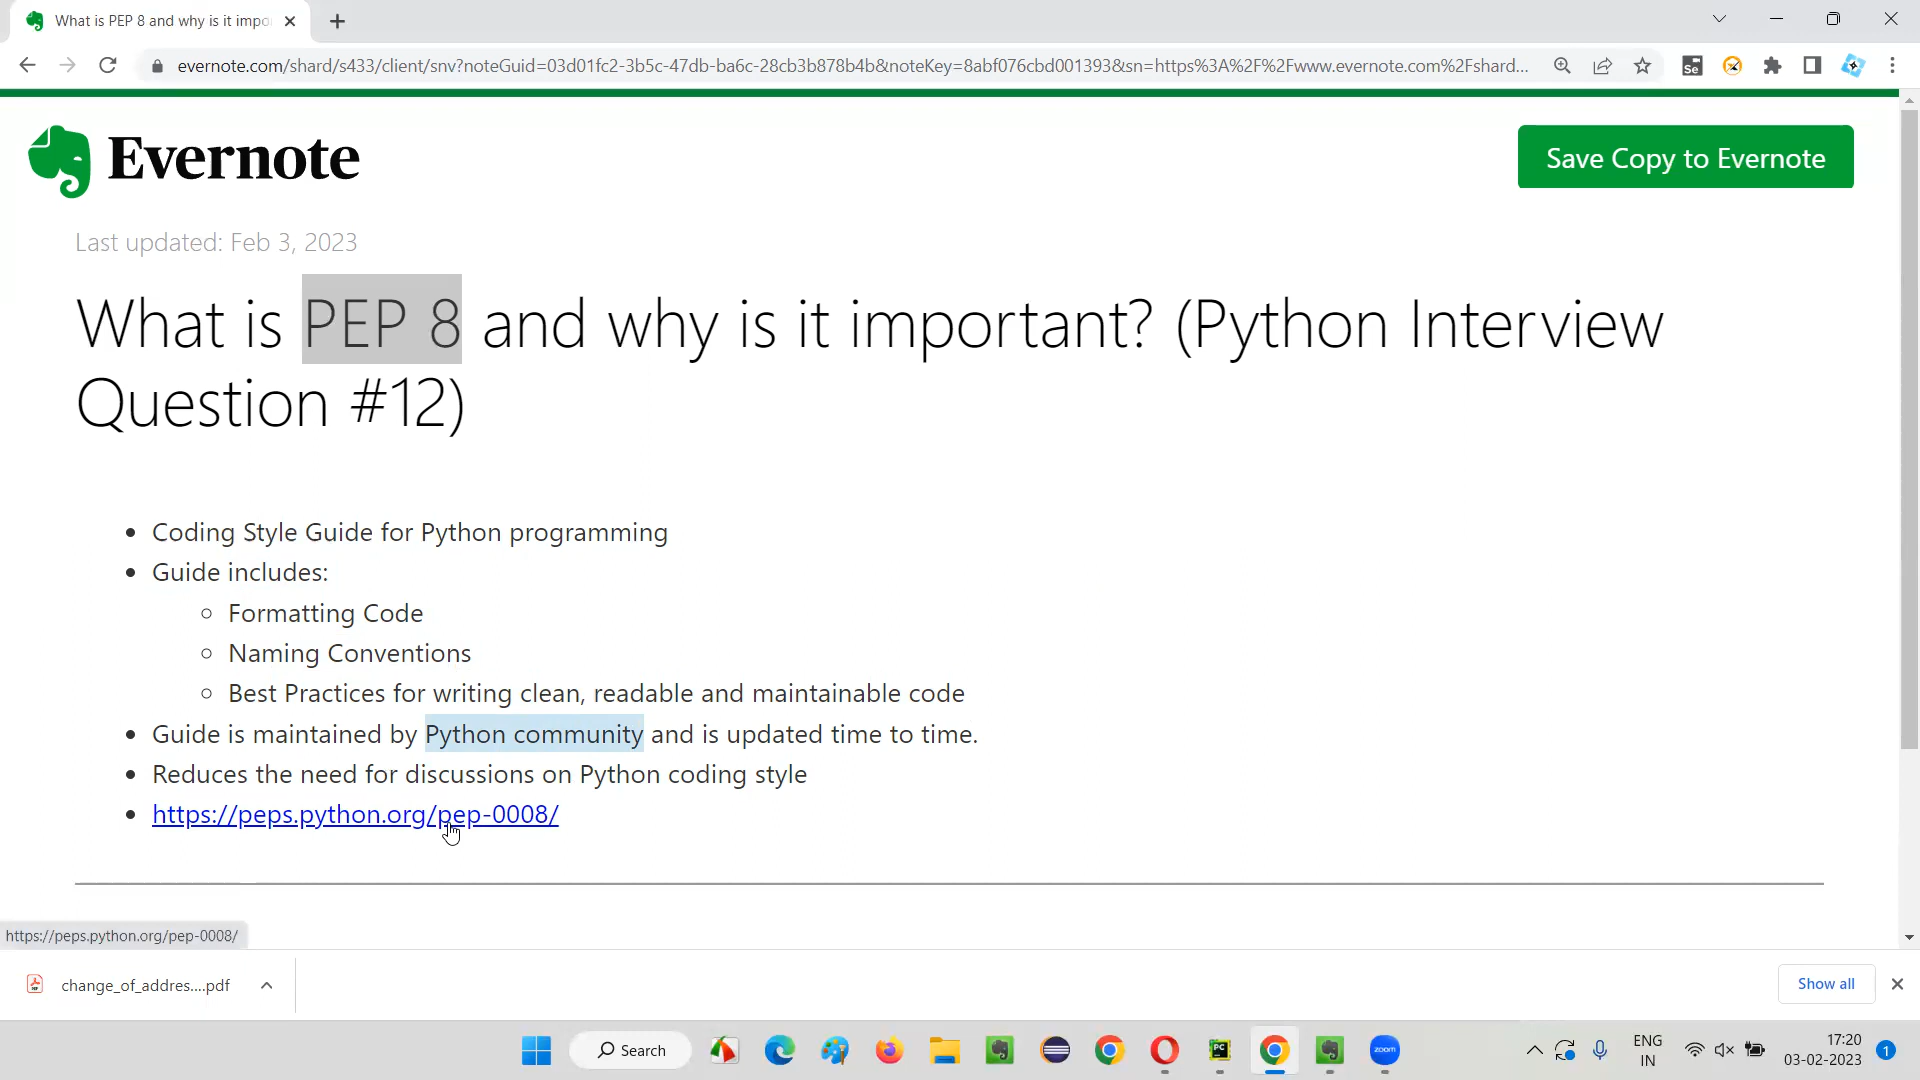 What is PEP 8 and why is it impo
evernote.com/shard/s433/client/snv?noteGuid=03d01fc2-3b5c-47db-ba6c-28cb3b878b4b&noteKey=8abf076cbd001393&sn=https%3A%2F%2Fwww.evernote.com%2Fshard...
Se
Evernote
Save Copy to Evernote
Last updated: Feb 3, 2023
What is PEP 8 and why is it important? (Python Interview
Question #12)
• Coding Style Guide for Python programming
• Guide includes:
◦ Formatting Code
◦ Naming Conventions
◦ Best Practices for writing clean, readable and maintainable code
• Guide is maintained by Python community and is updated time to time.
• Reduces the need for discussions on Python coding style
• https://peps.python.org/pep-0008/
https://peps.python.org/pep-0008/
change_of_addres....pdf
Show all
Search
PC
zoom
ENG
IN
17:20
03-02-2023
1